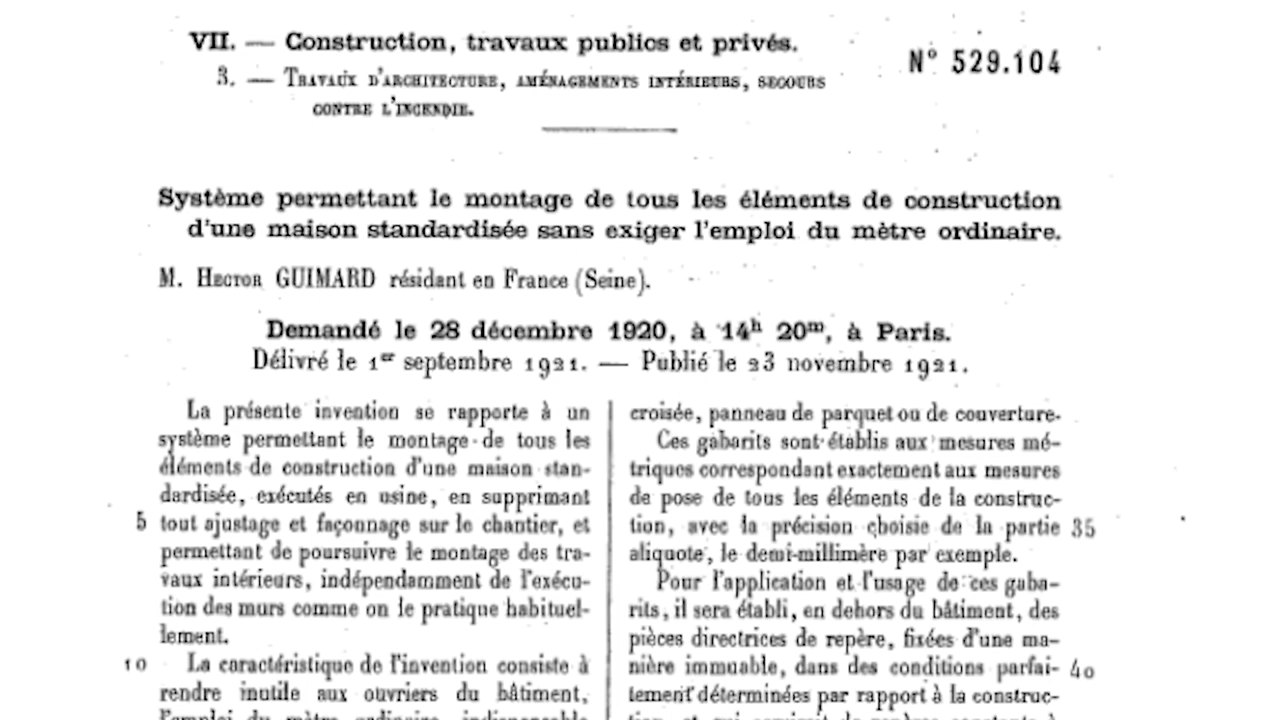 VII. — Construction, travaux publics et privés.
N° 529.104
3. — Travaux d'architecture, aménagements intérieurs, secours
contre l'incendie.
Système permettant le montage de tous les éléments de construction
d'une maison standardisée sans exiger l'emploi du mètre ordinaire.
M. Hector GUIMARD résidant en France (Seine).
Demandé le 28 décembre 1920, à 14h 20m, à Paris.
Délivré le 1er septembre 1921. — Publié le 23 novembre 1921.
La présente invention se rapporte à un
système permettant le montage de tous les
éléments de construction d'une maison stan-
dardisée, exécutés en usine, en supprimant
5 tout ajustage et façonnage sur le chantier, et
permettant de poursuivre le montage des tra-
vaux intérieurs, indépendamment de l'exécu-
tion des murs comme on le pratique habituel-
lement.
10 La caractéristique de l'invention consiste à
rendre inutile aux ouvriers du bâtiment,
l'emploi du mètre ordinaire, indispensable
croisée, panneau de parquet ou de couverture.
Ces gabarits sont établis aux mesures mé-
triques correspondant exactement aux mesures
de pose de tous les éléments de la construc-
tion, avec la précision choisie de la partie 35
aliquote, le demi-millimère par exemple.
Pour l'application et l'usage de ces gaba-
rits, il sera établi, en dehors du bâtiment, des
pièces directrices de repère, fixées d'une ma-
nière immuable, dans des conditions parfai- 40
tement déterminées par rapport à la construc-